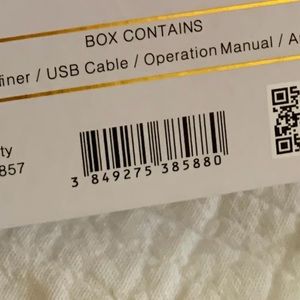 BOX CONTAINS
finer / USB Cable / Operation Manual / A
ty
857
3 849275 385880